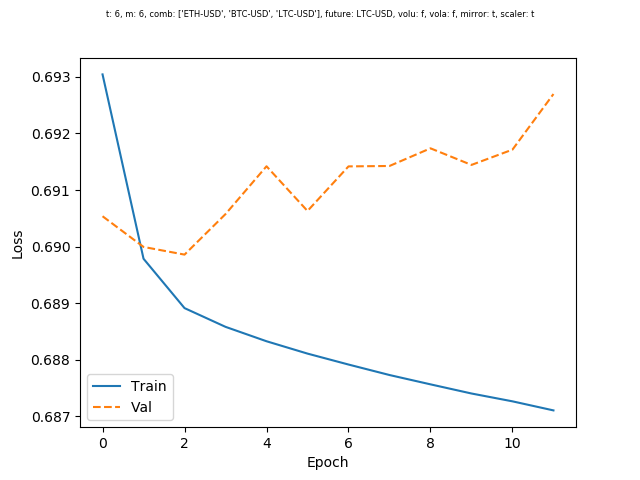 t: 6, m: 6, comb: ['ETH-USD', 'BTC-USD', 'LTC-USD'], future: LTC-USD, volu: f, vola: f, mirror: t, scaler: t
0.693
0.692
0.691
0.690
0.689
0.688
0.687
Loss
Train
Val
0 2 4 6 8 10
Epoch